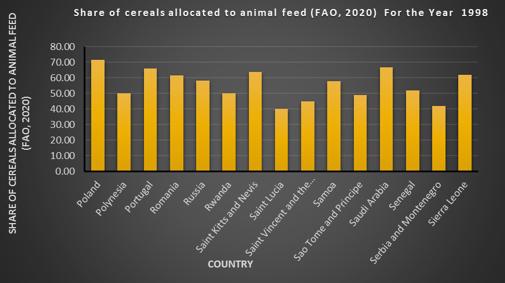 Share of cereals allocated to animal feed (FAO, 2020)  For the Year  1998
SHARE OF CEREALS ALLOCATED TO ANIMAL FEED
(FAO, 2020)
80.00
70.00
60.00
50.00
40.00
30.00
20.00
10.00
0.00
Poland
Polynesia
Portugal
Romania
Russia
Rwanda
Saint Kitts and Nevis
Saint Lucia
Saint Vincent and the...
Samoa
Sao Tome and Principe
Saudi Arabia
Senegal
Serbia and Montenegro
Sierra Leone
COUNTRY